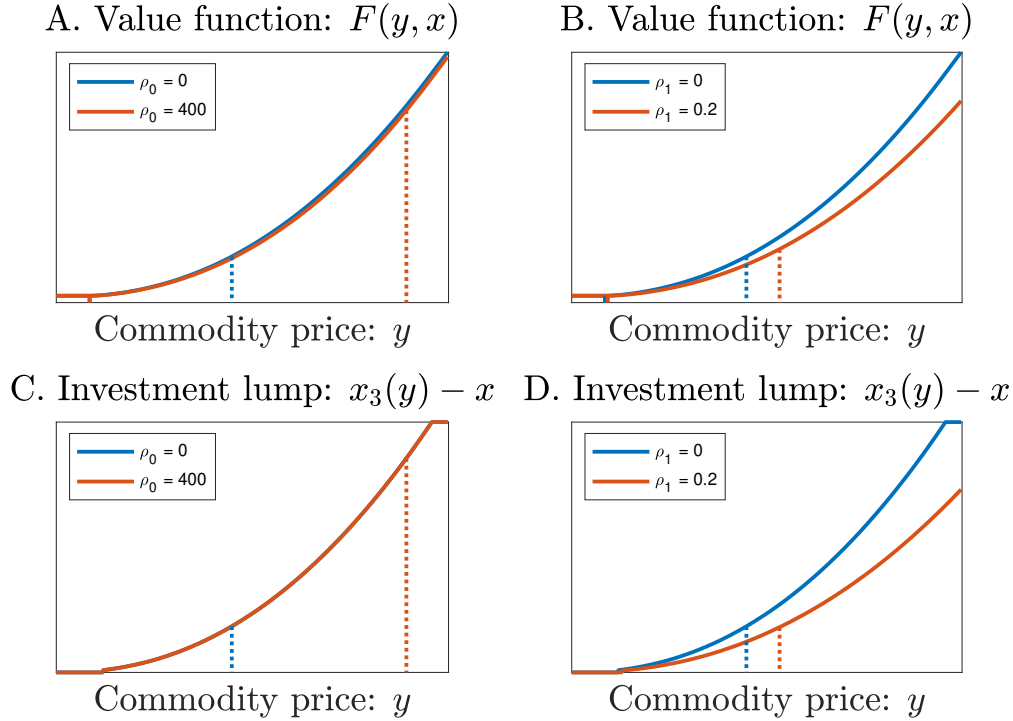 A. Value function: F(y, x)
ρ₀ = 0
ρ₀ = 400
Commodity price: y
B. Value function: F(y, x)
ρ₁ = 0
ρ₁ = 0.2
Commodity price: y
C. Investment lump: x₃(y) − x
ρ₀ = 0
ρ₀ = 400
Commodity price: y
D. Investment lump: x₃(y) − x
ρ₁ = 0
ρ₁ = 0.2
Commodity price: y